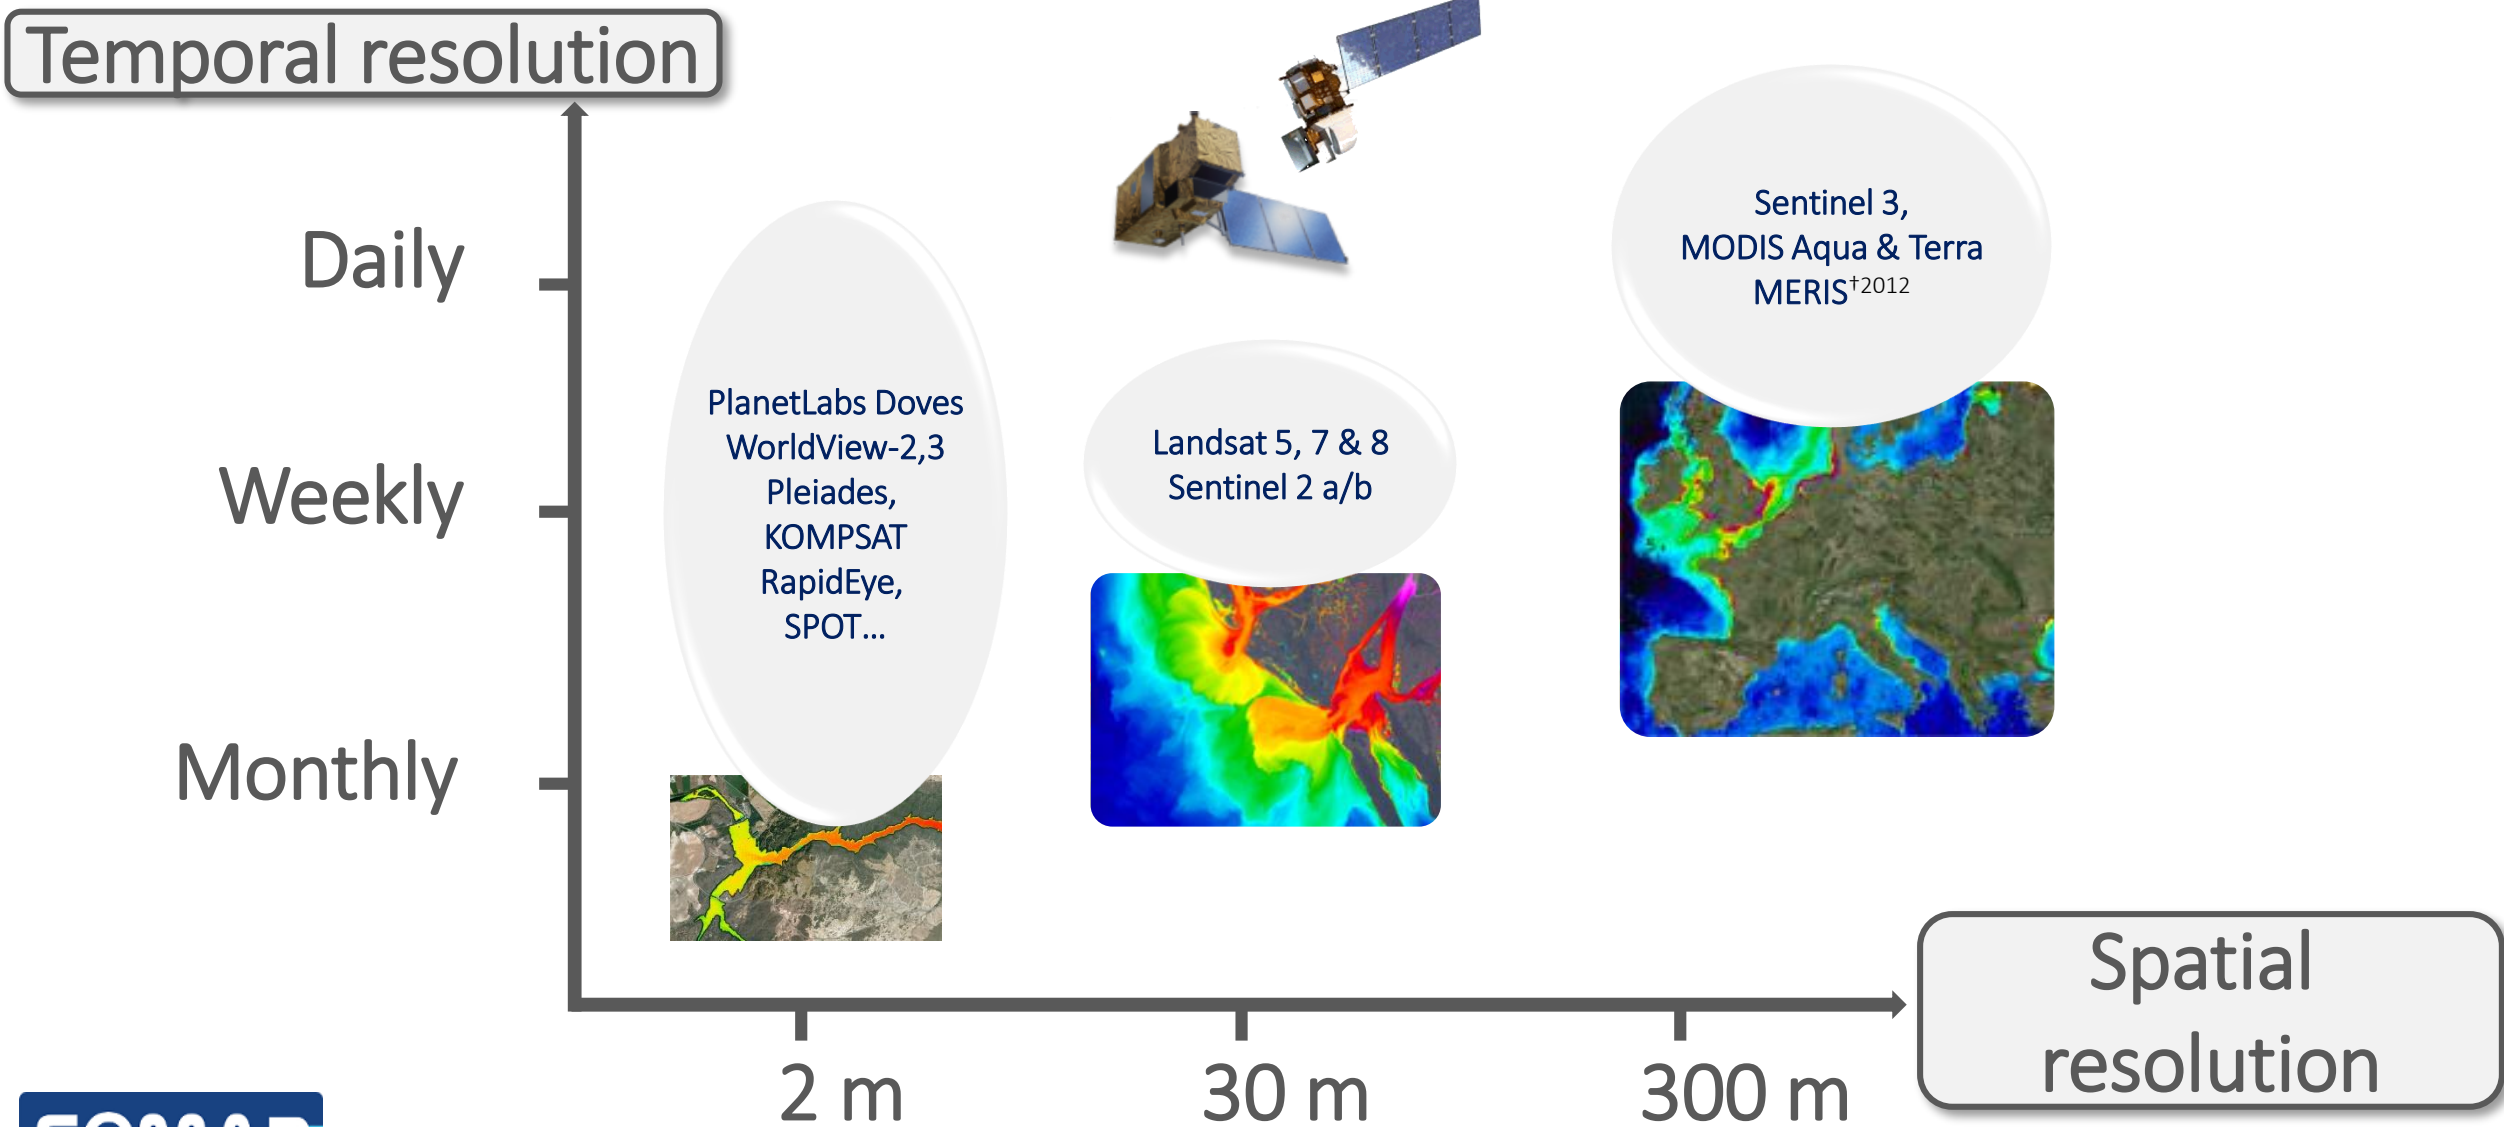 Temporal resolution
Daily
Weekly
Monthly
PlanetLabs Doves
WorldView-2,3
Pleiades,
KOMPSAT
RapidEye,
SPOT...
Landsat 5, 7 & 8
Sentinel 2 a/b
Sentinel 3,
MODIS Aqua & Terra
MERIS†2012
2 m
30 m
300 m
Spatial
resolution